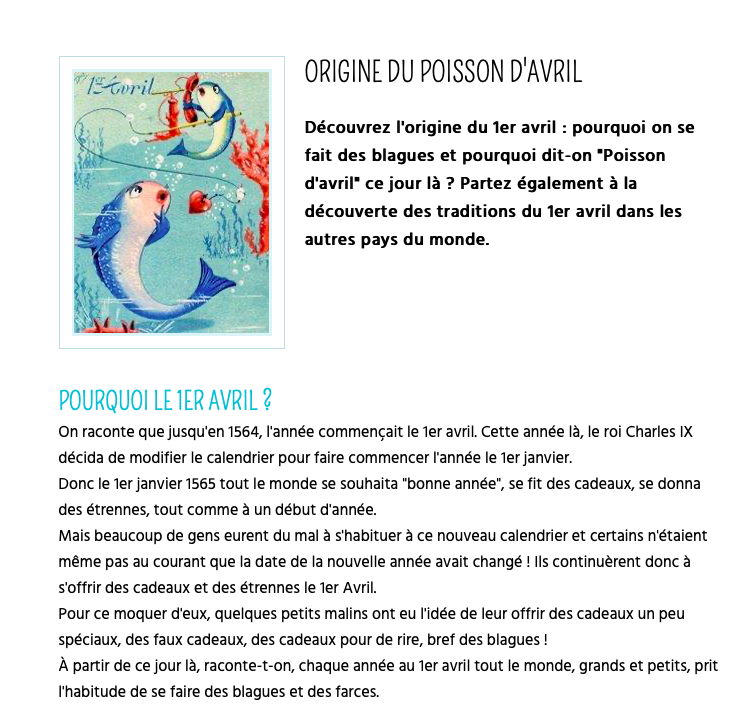 1er Avril
ORIGINE DU POISSON D'AVRIL
Découvrez l'origine du 1er avril : pourquoi on se
fait des blagues et pourquoi dit-on "Poisson
d'avril" ce jour là ? Partez également à la
découverte des traditions du 1er avril dans les
autres pays du monde.
POURQUOI LE 1ER AVRIL ?
On raconte que jusqu'en 1564, l'année commençait le 1er avril. Cette année là, le roi Charles IX
décida de modifier le calendrier pour faire commencer l'année le 1er janvier.
Donc le 1er janvier 1565 tout le monde se souhaita "bonne année", se fit des cadeaux, se donna
des étrennes, tout comme à un début d'année.
Mais beaucoup de gens eurent du mal à s'habituer à ce nouveau calendrier et certains n'étaient
même pas au courant que la date de la nouvelle année avait changé ! Ils continuèrent donc à
s'offrir des cadeaux et des étrennes le 1er Avril.
Pour ce moquer d'eux, quelques petits malins ont eu l'idée de leur offrir des cadeaux un peu
spéciaux, des faux cadeaux, des cadeaux pour de rire, bref des blagues !
À partir de ce jour là, raconte-t-on, chaque année au 1er avril tout le monde, grands et petits, prit
l'habitude de se faire des blagues et des farces.